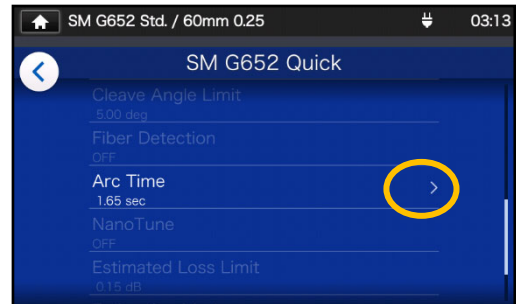 SM G652 Std. / 60mm 0.25
03:13
SM G652 Quick
Cleave Angle Limit
5.00 deg
Fiber Detection
OFF
Arc Time
1.65 sec
NanoTune
OFF
Estimated Loss Limit
0.15 dB